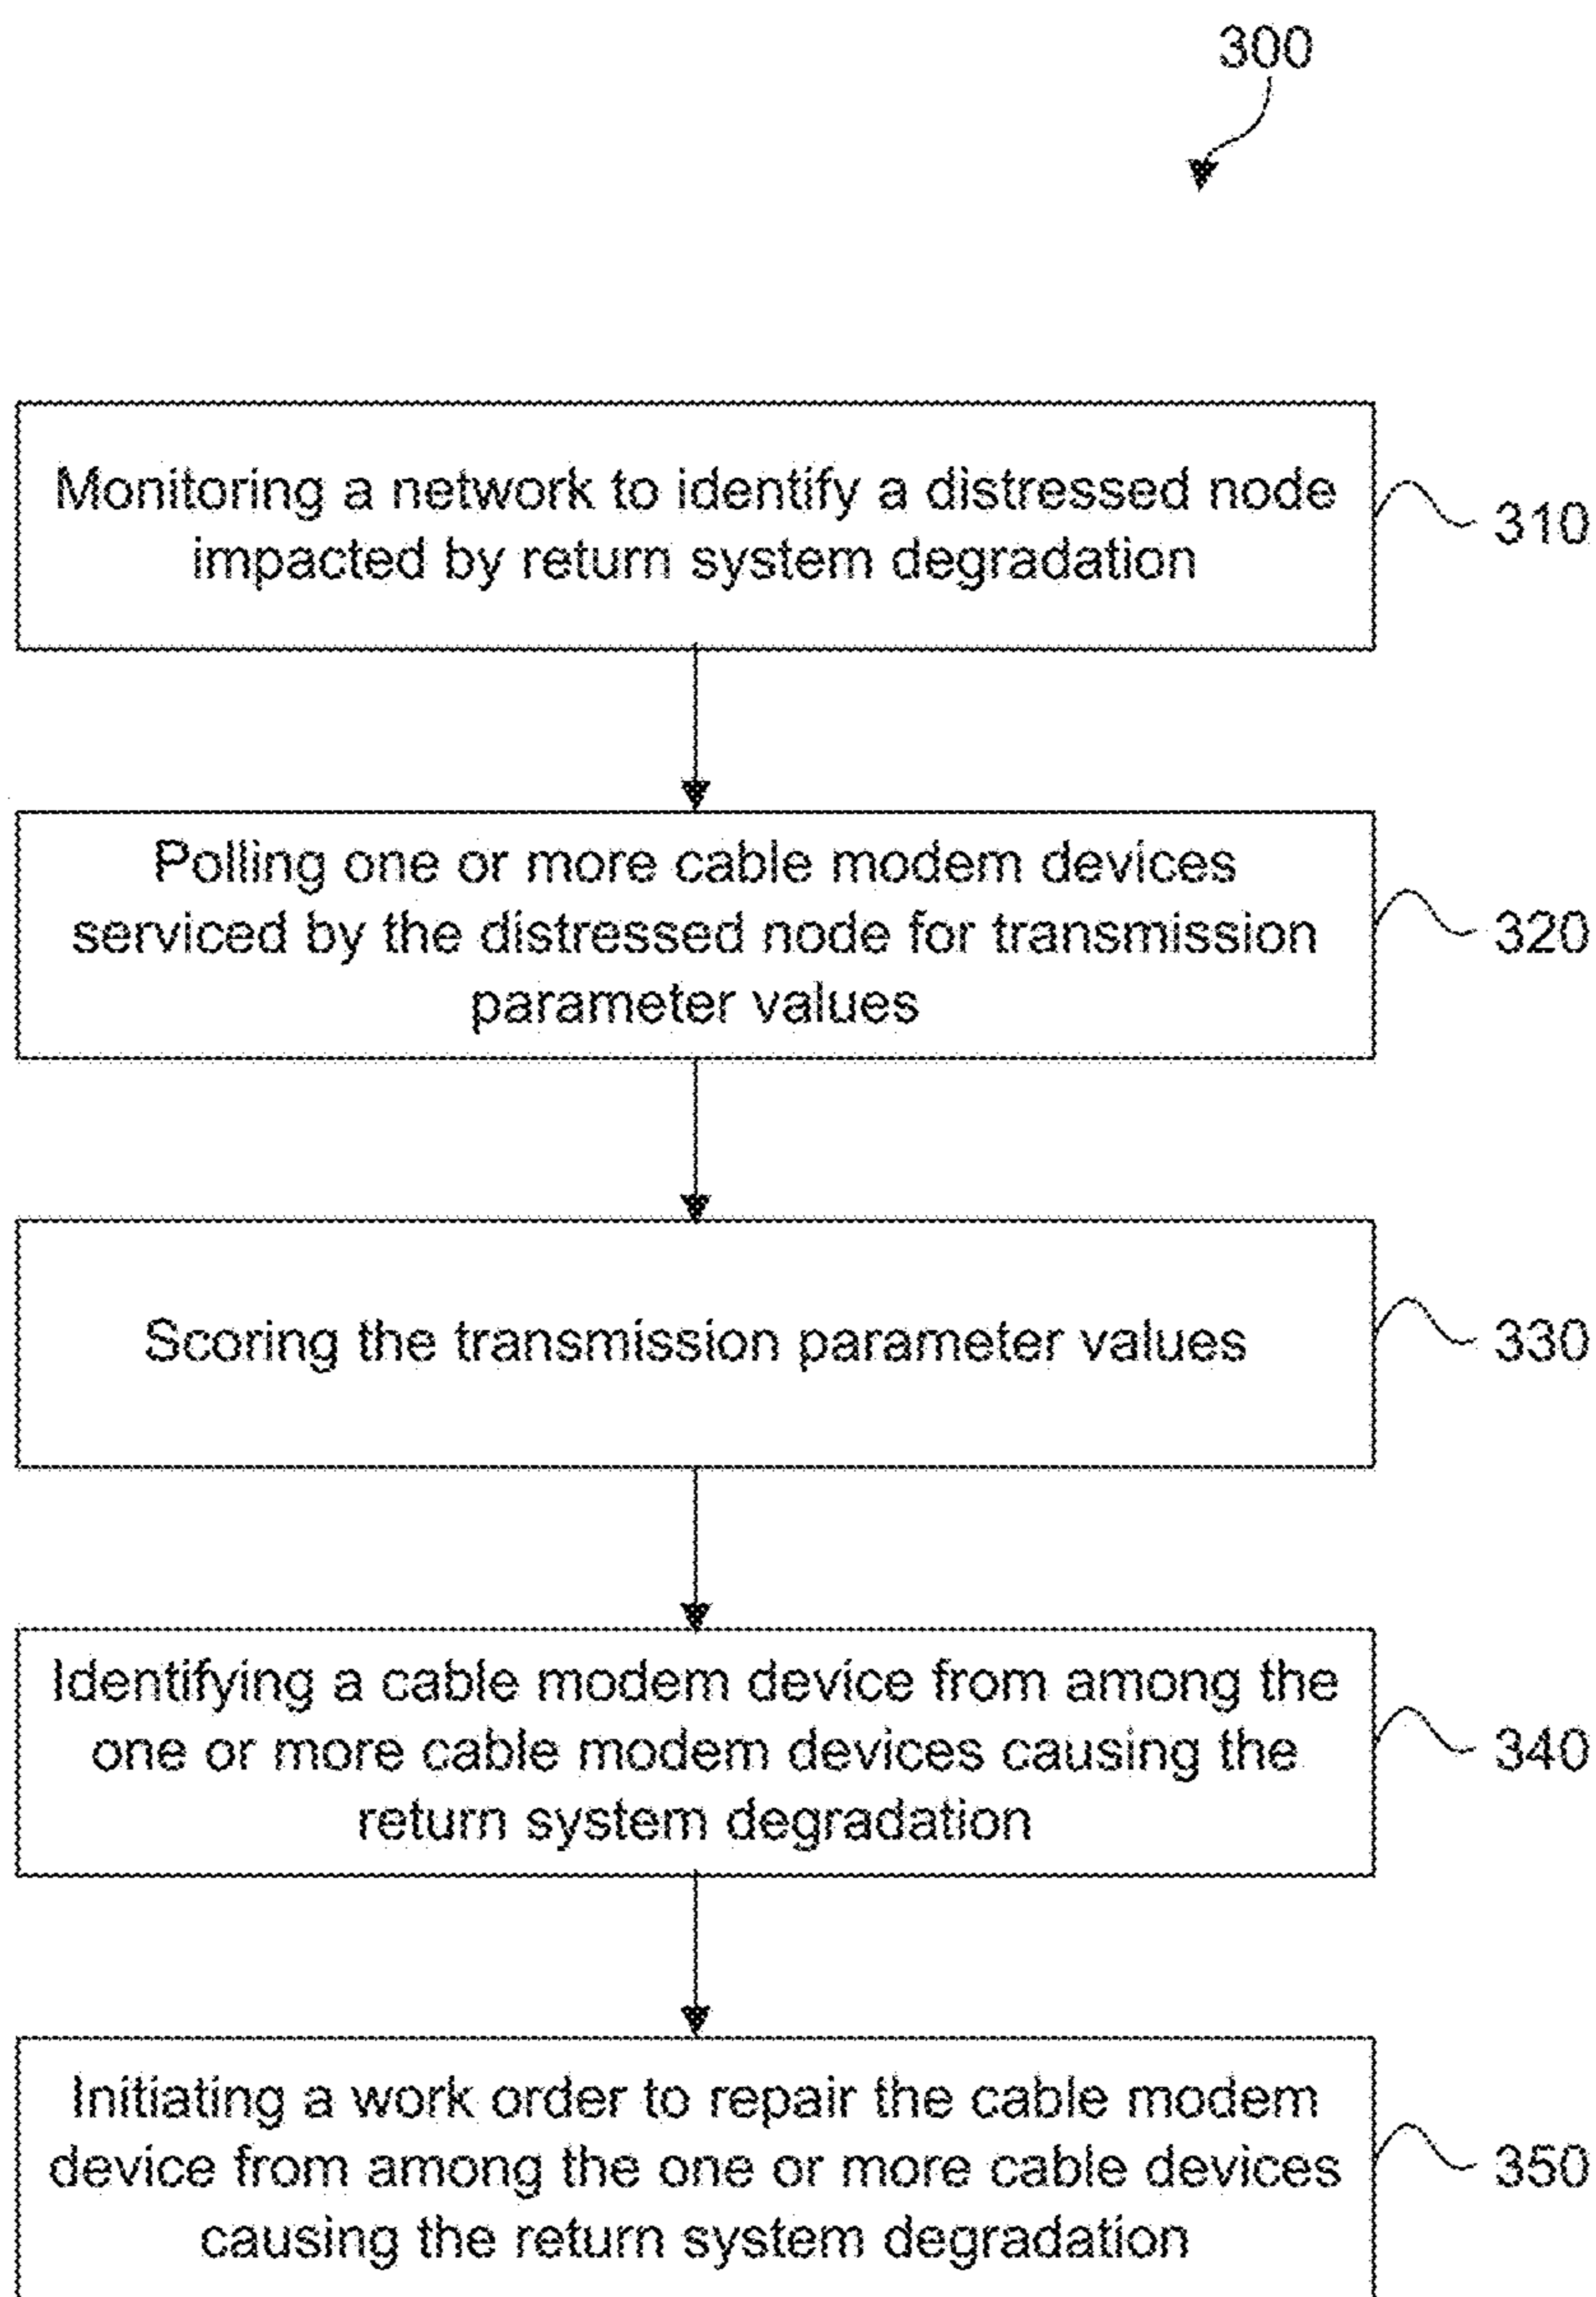 300
Monitoring a network to identify a distressed node
impacted by return system degradation
310
Polling one or more cable modem devices
serviced by the distressed node for transmission
parameter values
320
Scoring the transmission parameter values
330
Identifying a cable modem device from among the
one or more cable modem devices causing the
return system degradation
340
Initiating a work order to repair the cable modem
device from among the one or more cable devices
causing the return system degradation
350